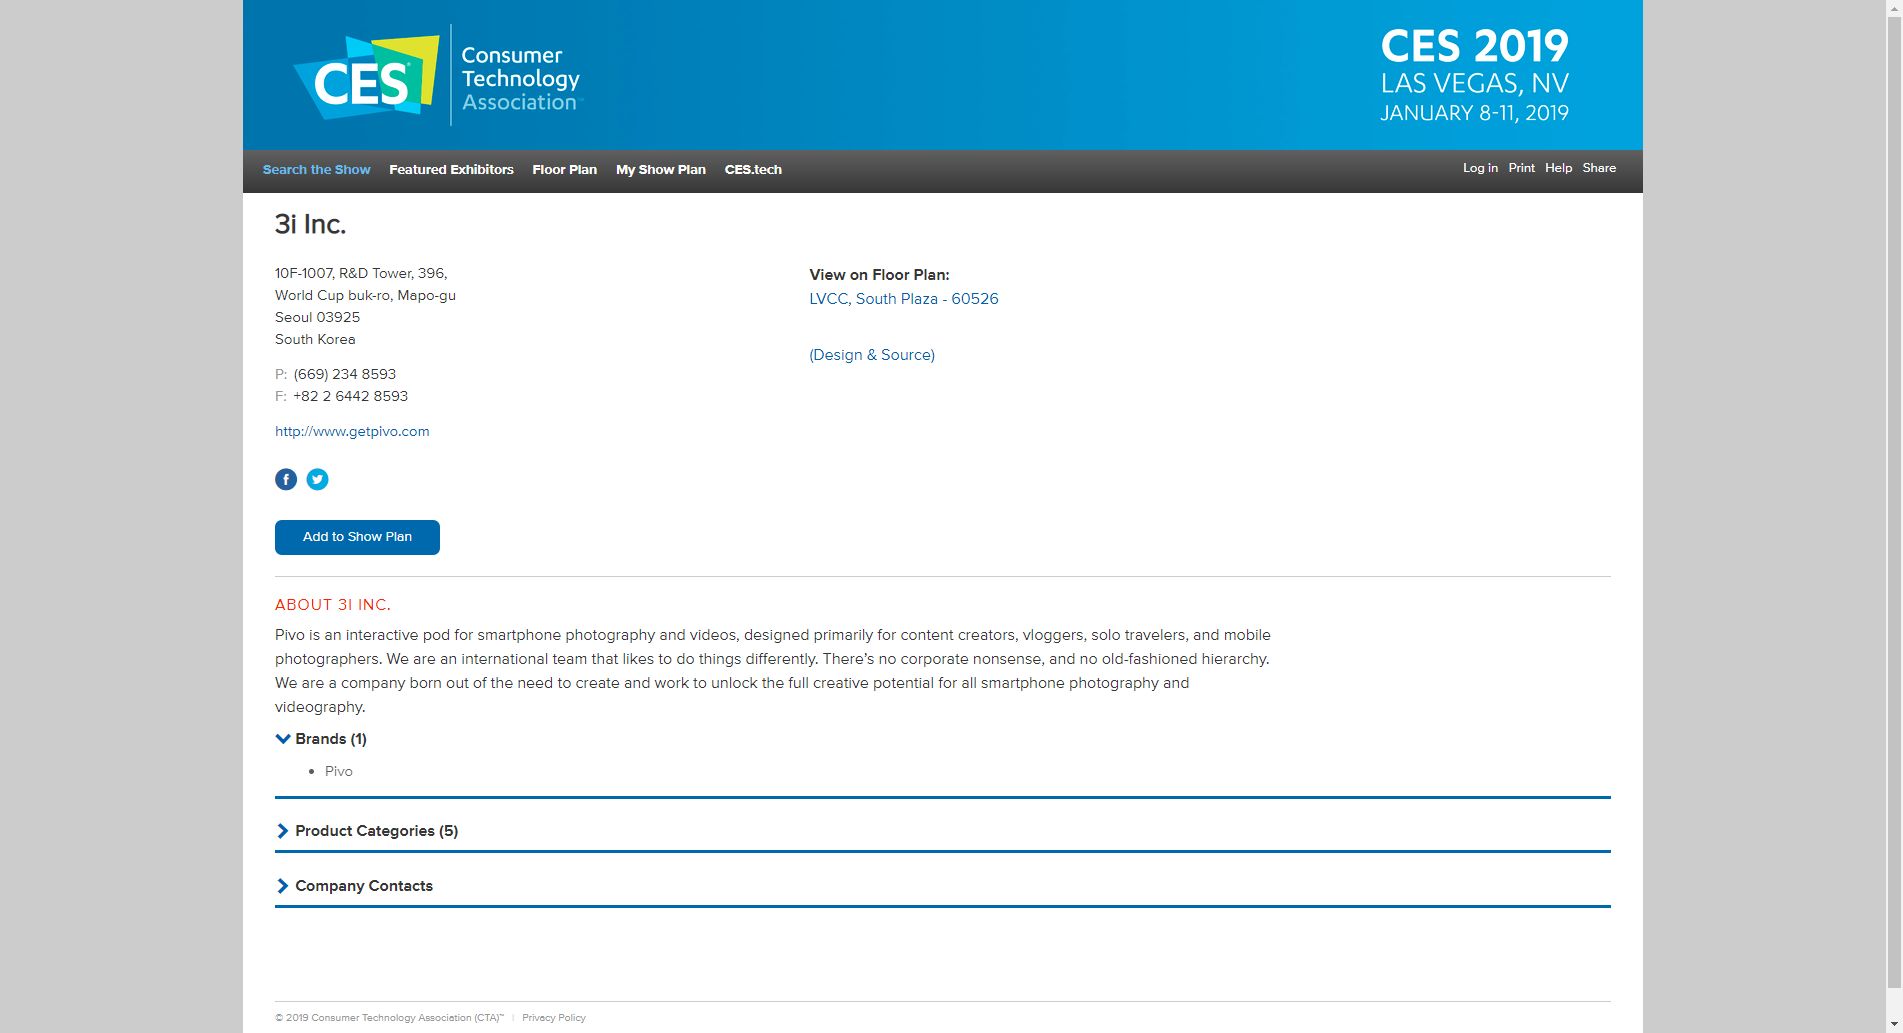 CES
Consumer
Technology
Association
CES 2019
LAS VEGAS, NV
JANUARY 8-11, 2019
Search the Show Featured Exhibitors Floor Plan My Show Plan CES.tech Log in Print Help Share
3i Inc.
10F-1007, R&D Tower, 396,
World Cup buk-ro, Mapo-gu
Seoul 03925
South Korea
P: (669) 234 8593
F: +82 2 6442 8593
http://www.getpivo.com
View on Floor Plan:
LVCC, South Plaza - 60526
(Design & Source)
Add to Show Plan
ABOUT 3I INC.
Pivo is an interactive pod for smartphone photography and videos, designed primarily for content creators, vloggers, solo travelers, and mobile
photographers. We are an international team that likes to do things differently. There’s no corporate nonsense, and no old-fashioned hierarchy.
We are a company born out of the need to create and work to unlock the full creative potential for all smartphone photography and
videography.
Brands (1)
• Pivo
Product Categories (5)
Company Contacts
© 2019 Consumer Technology Association (CTA)™ | Privacy Policy